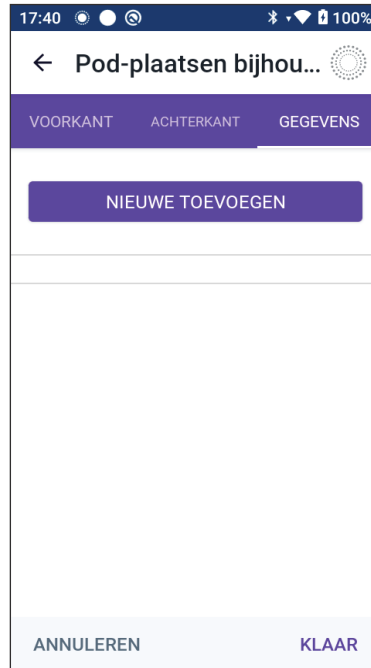 17:40 100%
Pod-plaatsen bijhou...
VOORKANT ACHTERKANT GEGEVENS
NIEUWE TOEVOEGEN
ANNULEREN KLAAR